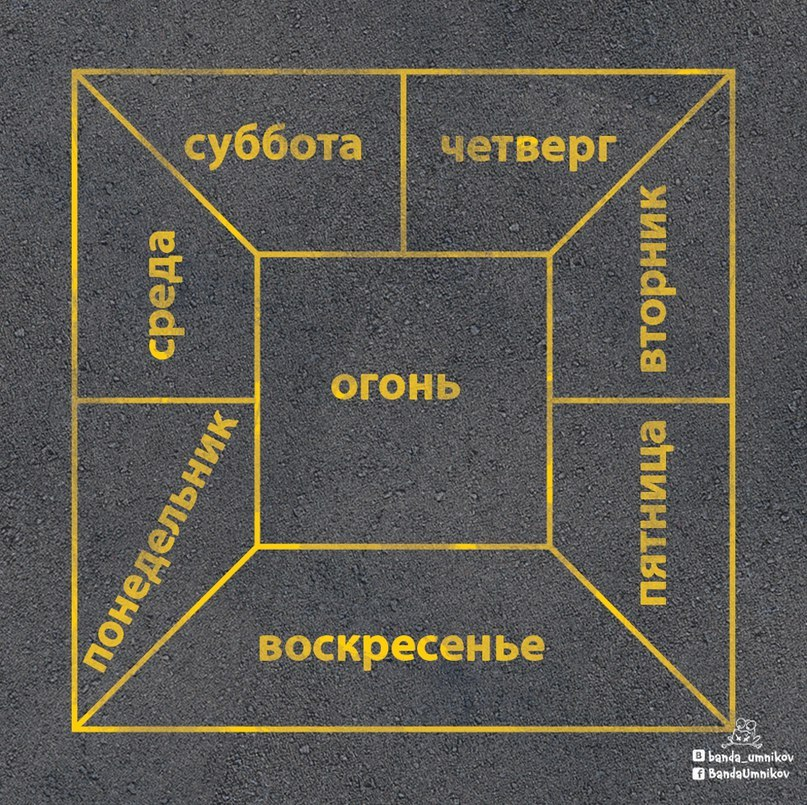 суббота
четверг
среда
вторник
огонь
понедельник
пятница
воскресенье
banda_umnikov
BandaUmnikov